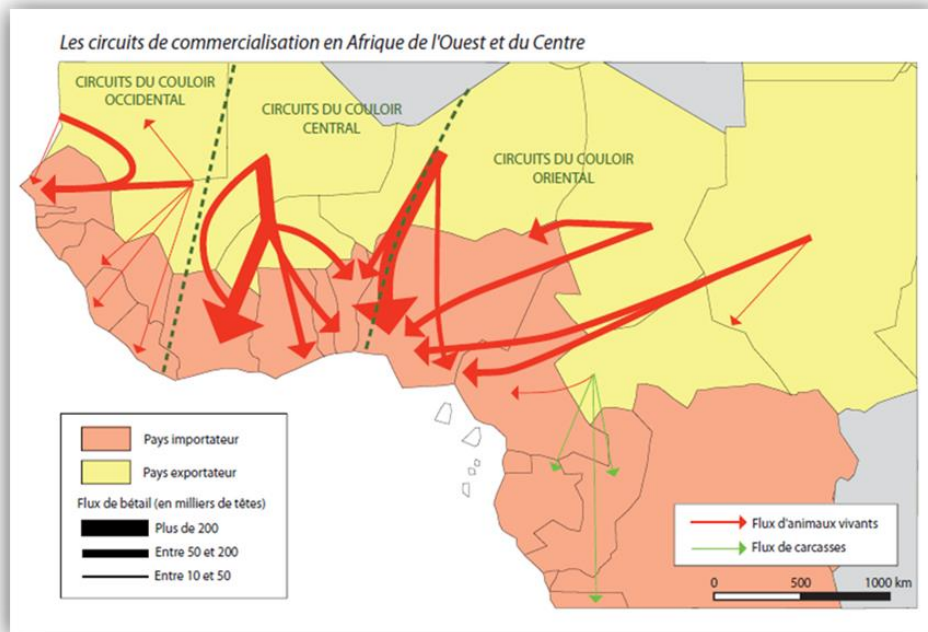 Les circuits de commercialisation en Afrique de l'Ouest et du Centre
CIRCUITS DU COULOIR
OCCIDENTAL
CIRCUITS DU COULOIR
CENTRAL
CIRCUITS DU COULOIR
ORIENTAL
Pays importateur
Pays exportateur
Flux de bétail (en milliers de têtes)
Plus de 200
Entre 50 et 200
Entre 10 et 50
Flux d'animaux vivants
Flux de carcasses
0 500 1000 km